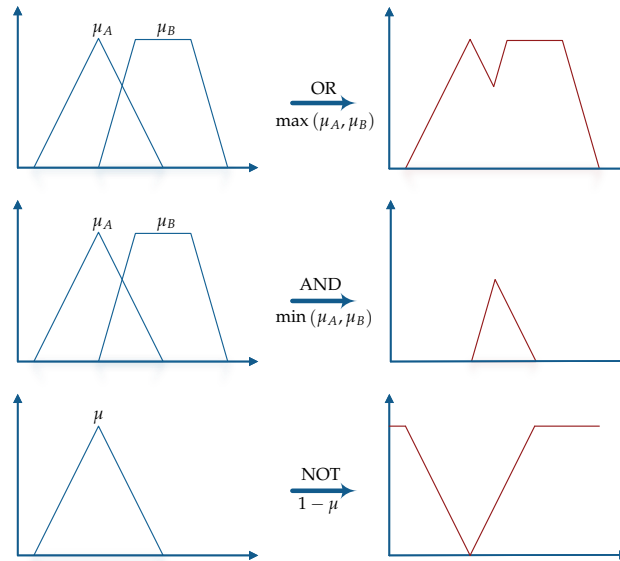 μ_A μ_B
OR
max (μ_A, μ_B)
μ_A μ_B
AND
min (μ_A, μ_B)
μ
NOT
1 − μ